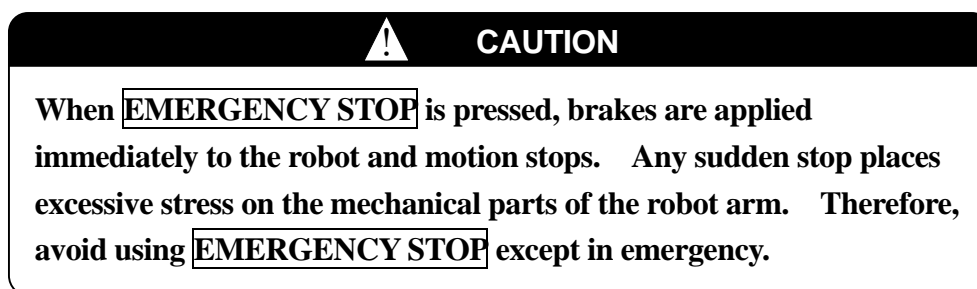 ! CAUTION
When EMERGENCY STOP is pressed, brakes are applied
immediately to the robot and motion stops. Any sudden stop places
excessive stress on the mechanical parts of the robot arm. Therefore,
avoid using EMERGENCY STOP except in emergency.